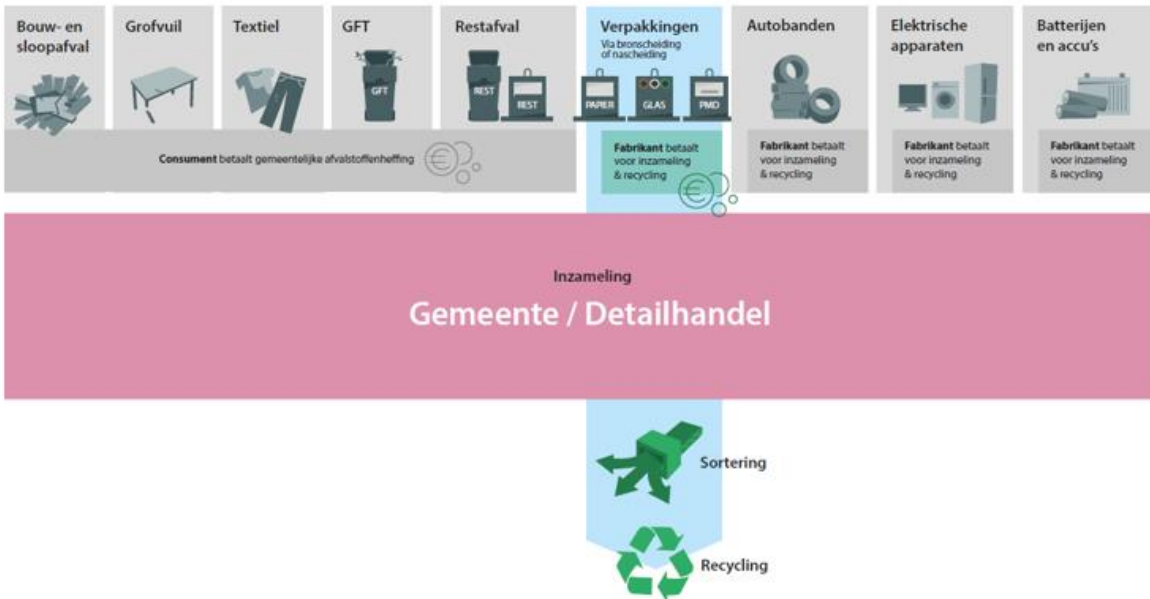 Bouw- en
sloopafval
Grofvuil
Textiel
GFT
Restafval
Verpakkingen
Via bronscheiding
of nascheiding
Autobanden
Elektrische
apparaten
Batterijen
en accu's
GFT
REST
REST
PAPIER
GLAS
PMD
Consument betaalt gemeentelijke afvalstoffenheffing
Fabrikant betaalt
voor inzameling
& recycling
Fabrikant betaalt
voor inzameling
& recycling
Fabrikant betaalt
voor inzameling
& recycling
Fabrikant betaalt
voor inzameling
& recycling
Inzameling
Gemeente / Detailhandel
Sortering
Recycling